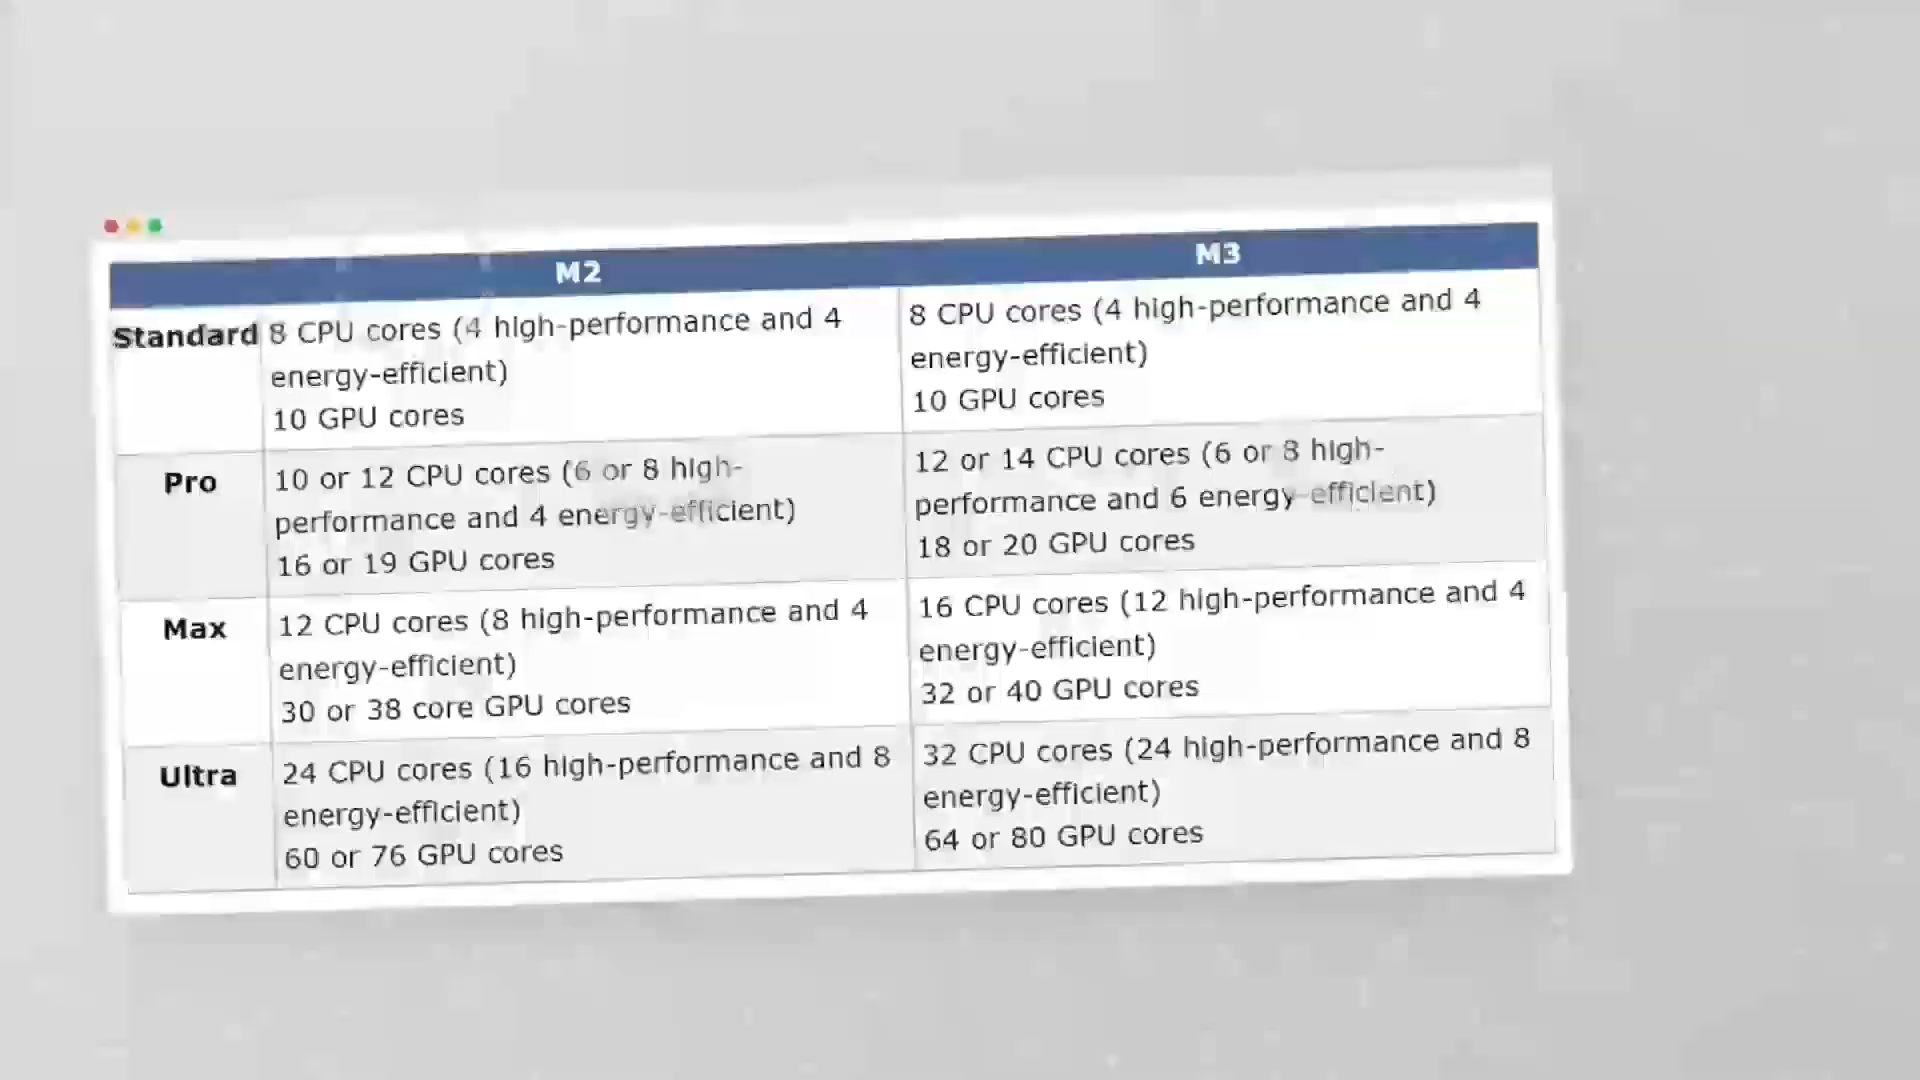 M2 M3
Standard 8 CPU cores (4 high-performance and 4 energy-efficient)
10 GPU cores
8 CPU cores (4 high-performance and 4 energy-efficient)
10 GPU cores
Pro
10 or 12 CPU cores (6 or 8 high-
performance and 4 energy-efficient)
16 or 19 GPU cores
12 or 14 CPU cores (6 or 8 high-
performance and 6 energy-efficient)
18 or 20 GPU cores
Max
12 CPU cores (8 high-performance and 4
energy-efficient)
30 or 38 core GPU cores
16 CPU cores (12 high-performance and 4
energy-efficient)
32 or 40 GPU cores
Ultra
24 CPU cores (16 high-performance and 8
energy-efficient)
60 or 76 GPU cores
32 CPU cores (24 high-performance and 8
energy-efficient)
64 or 80 GPU cores